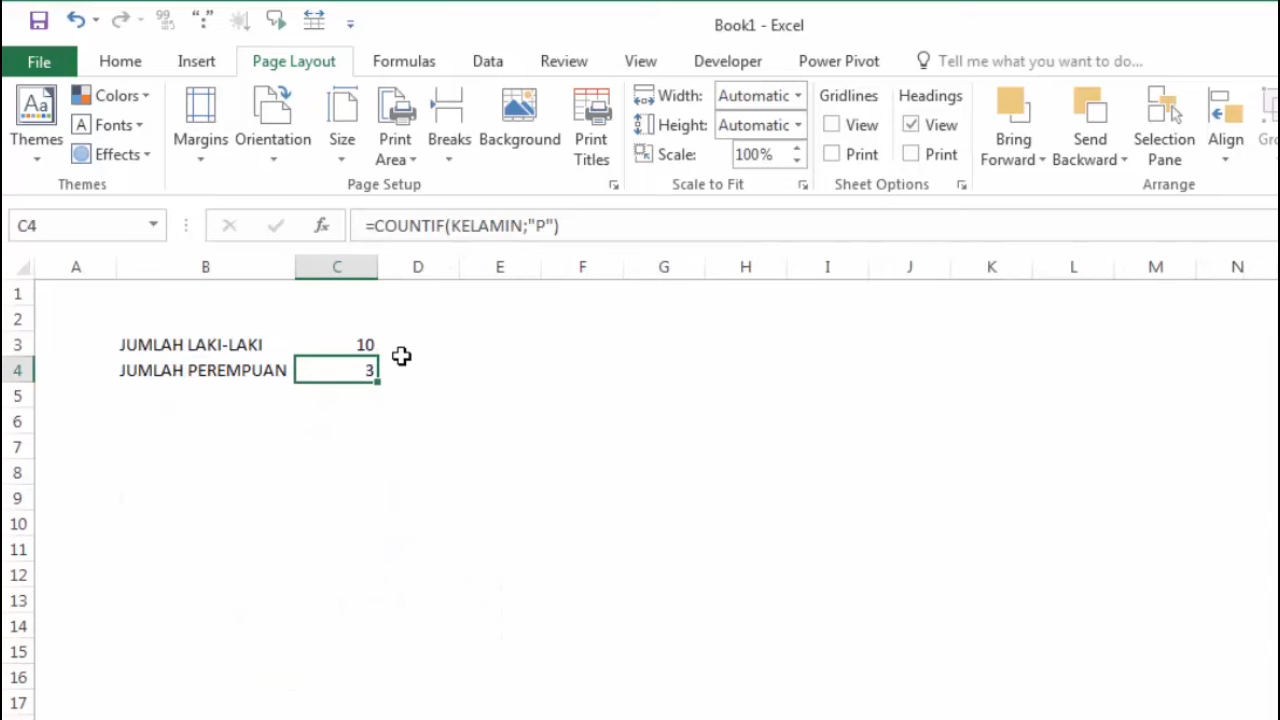 Book1 - Excel
File Home Insert Page Layout Formulas Data Review View Developer Power Pivot Tell me what you want to do...
Colors Width: Automatic Gridlines Headings
Fonts Height: Automatic View View
Themes Effects Margins Orientation Size Print Area Breaks Background Print Titles Scale: 100% Print Print Bring Forward Send Backward Selection Pane Align
Themes Page Setup Scale to Fit Sheet Options Arrange
C4 fx =COUNTIF(KELAMIN;"P")
A B C D E F G H I J K L M N
1
2
3 JUMLAH LAKI-LAKI 10
4 JUMLAH PEREMPUAN 3
5
6
7
8
9
10
11
12
13
14
15
16
17